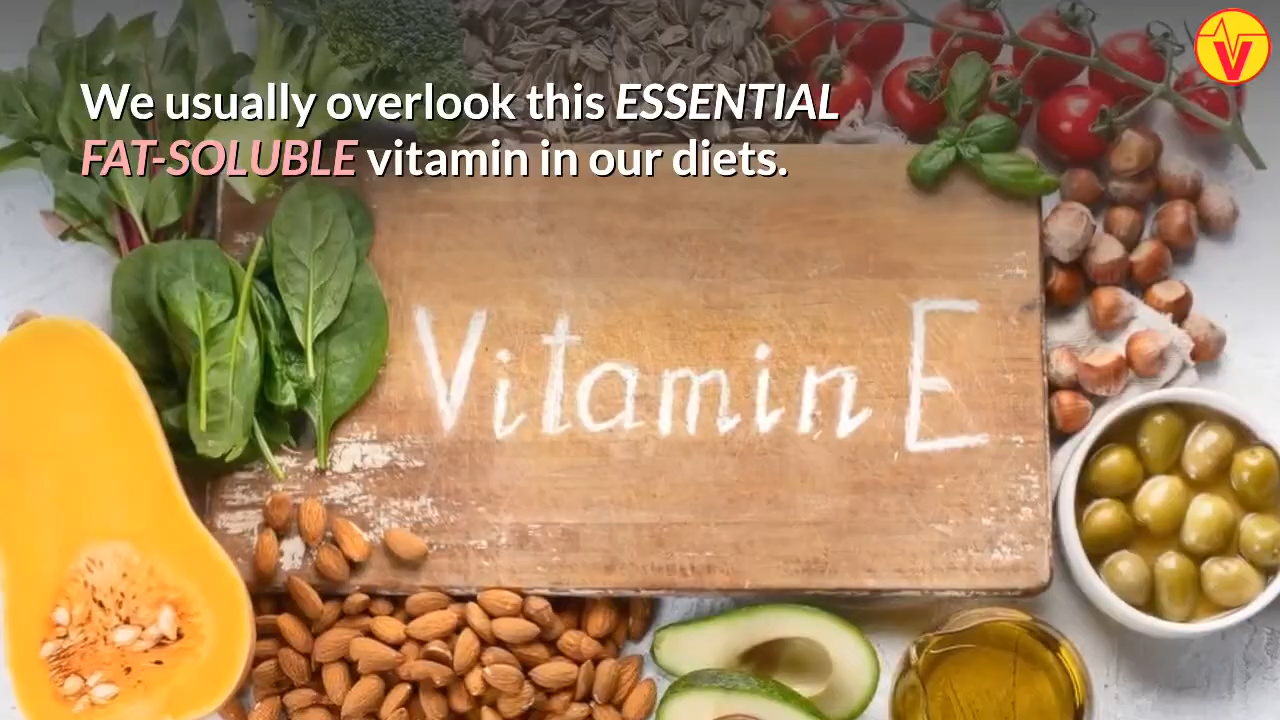 We usually overlook this ESSENTIAL
FAT-SOLUBLE vitamin in our diets.
Vitamin E
V